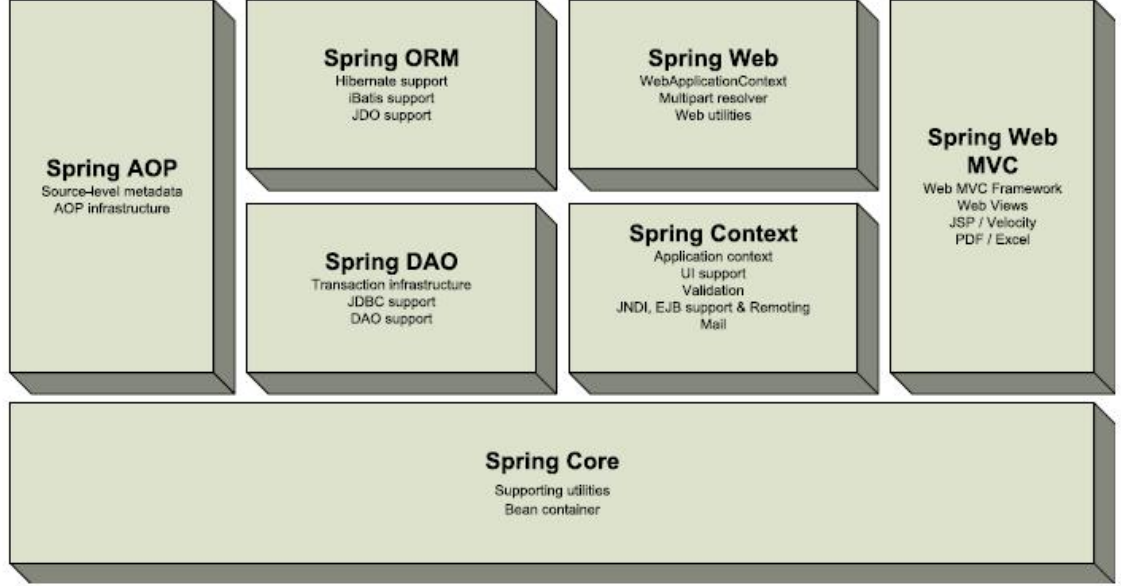 Spring AOP
Source-level metadata
AOP infrastructure
Spring ORM
Hibernate support
iBatis support
JDO support
Spring DAO
Transaction infrastructure
JDBC support
DAO support
Spring Web
WebApplicationContext
Multipart resolver
Web utilities
Spring Context
Application context
UI support
Validation
JNDI, EJB support & Remoting
Mail
Spring Web
MVC
Web MVC Framework
Web Views
JSP / Velocity
PDF / Excel
Spring Core
Supporting utilities
Bean container